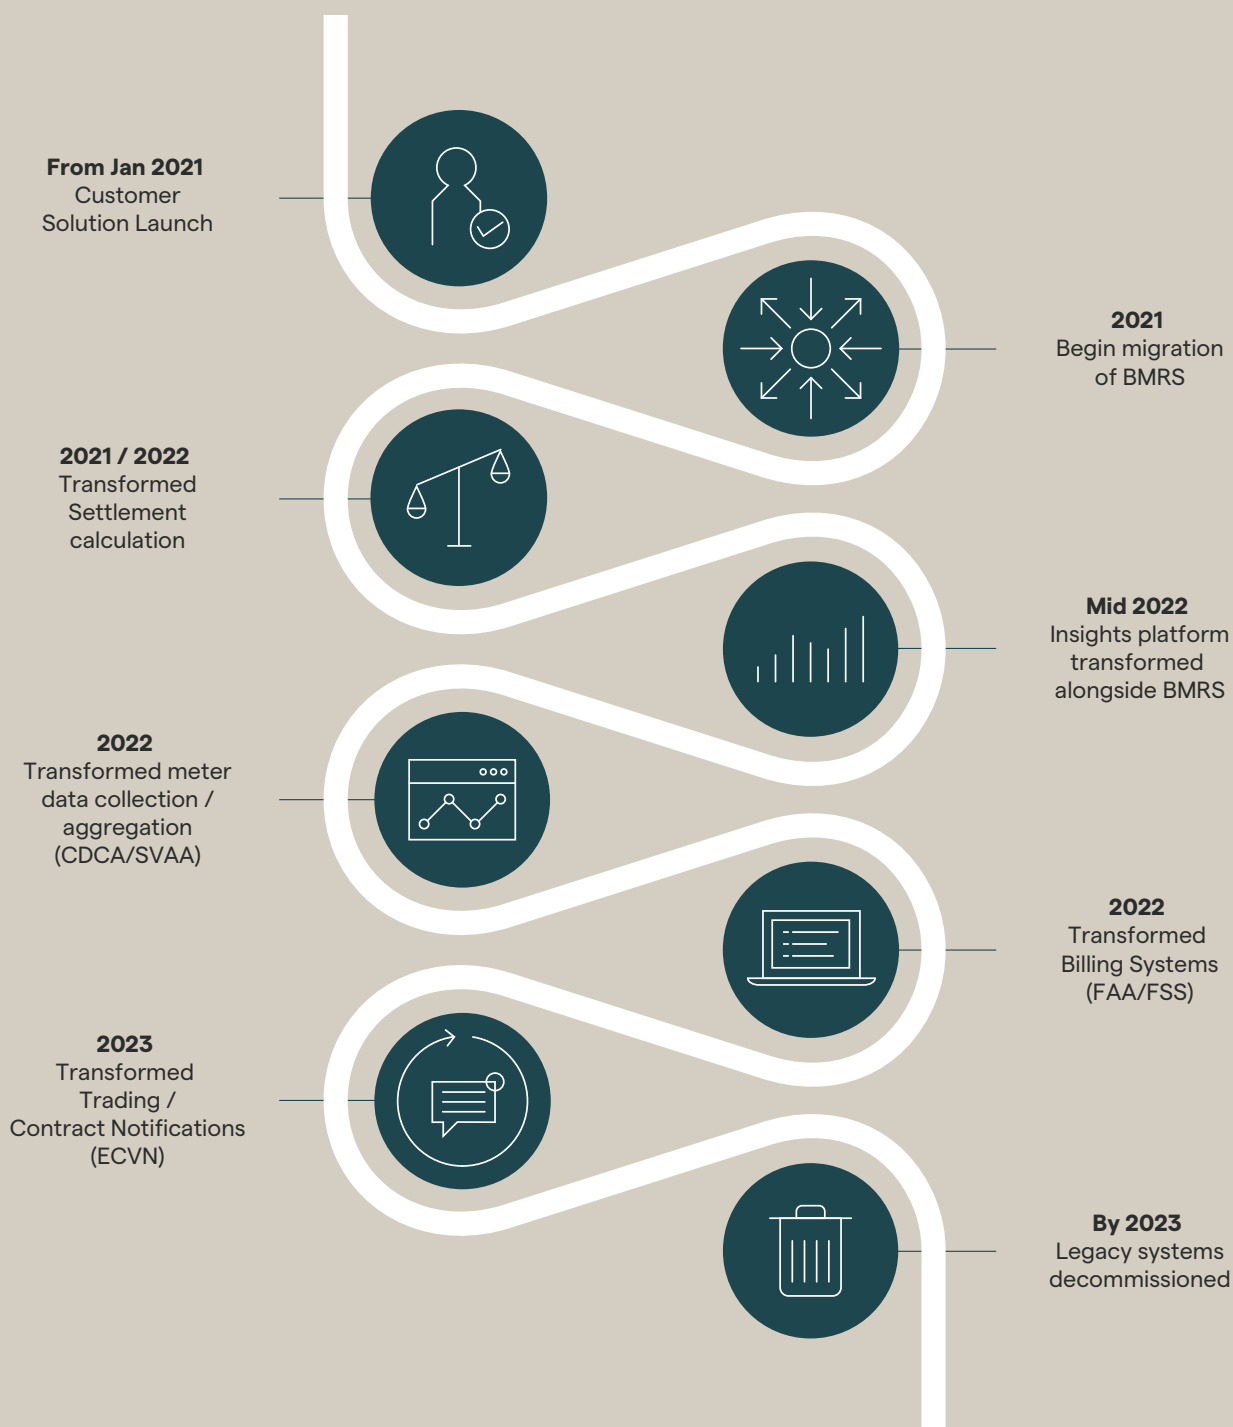 From Jan 2021
Customer
Solution Launch
2021
Begin migration
of BMRS
2021 / 2022
Transformed
Settlement
calculation
Mid 2022
Insights platform
transformed
alongside BMRS
2022
Transformed meter
data collection /
aggregation
(CDCA/SVAA)
2022
Transformed
Billing Systems
(FAA/FSS)
2023
Transformed
Trading /
Contract Notifications
(ECVN)
By 2023
Legacy systems
decommissioned